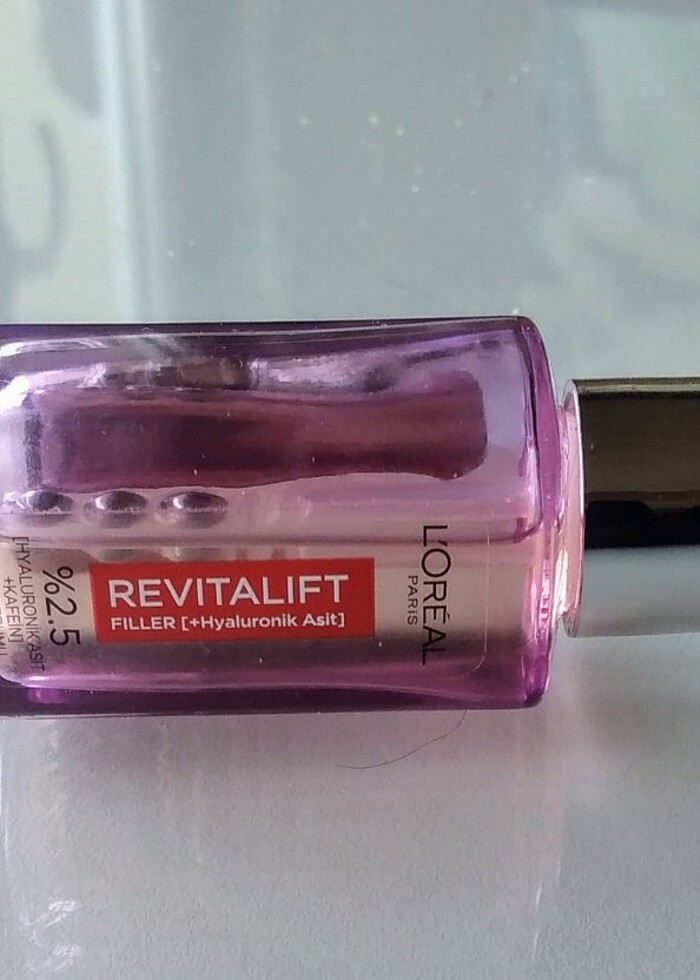 L'ORÉAL
PARIS
REVITALIFT
FILLER [+Hyaluronik Asit]
%2.5
[HYALURONİK ASİT
+KAFEİN]